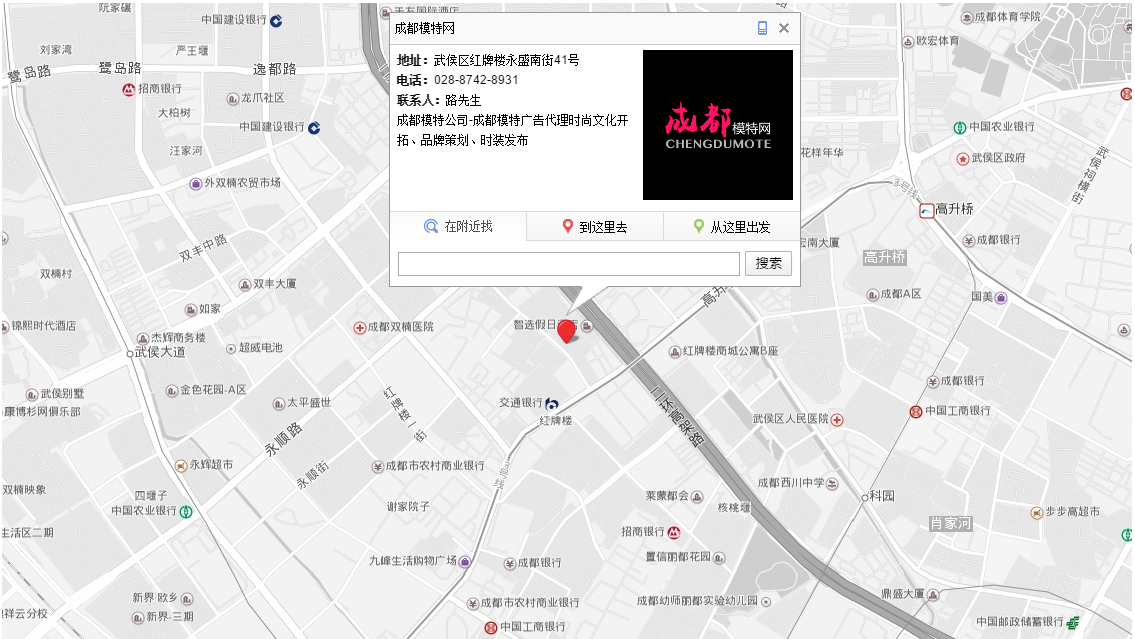 成都模特网
地址：武侯区红牌楼永盛南街41号
电话：028-8742-8931
联系人：路先生
成都模特公司-成都模特广告代理时尚文化开
拓、品牌策划、时装发布
成都模特网
CHENGDUMOTE
在附近找
到这里去
从这里出发
搜索
阮家碾
中国建设银行
成都体育学院
欧宏体育
刘家湾
严王堰
鹭岛路
鹭岛路
逸都路
招商银行
龙爪社区
大柏树
中国建设银行
中国农业银行
汪家河
花样年华
武侯区政府
武侯祠横街
外双楠农贸市场
3号线
高升桥
双丰中路
成都银行
高升桥
双楠村
双丰大厦
成都A区
国美
如家
锦熙时代酒店
成都双楠医院
智选假日
杰辉商务楼
武侯大道
超威电池
红牌楼商城公寓B座
武侯别墅
康博杉网俱乐部
金色花园-A区
太平盛世
红牌楼一街
交通银行
红牌楼
二环高架路
成都银行
中国工商银行
武侯区人民医院
永顺路
永辉超市
永顺街
成都市农村商业银行
3号线
双楠映象
四堰子
中国农业银行
谢家院子
成都西川中学
莱蒙都会
核桃堰
科园
肖家河
步步高超市
生活区二期
招商银行
置信丽都花园
九峰生活购物广场
成都银行
新界·欧乡
新界·三期
祥云分校
成都市农村商业银行
中国工商银行
成都幼师丽都实验幼儿园
鼎盛大厦
中国邮政储蓄银行